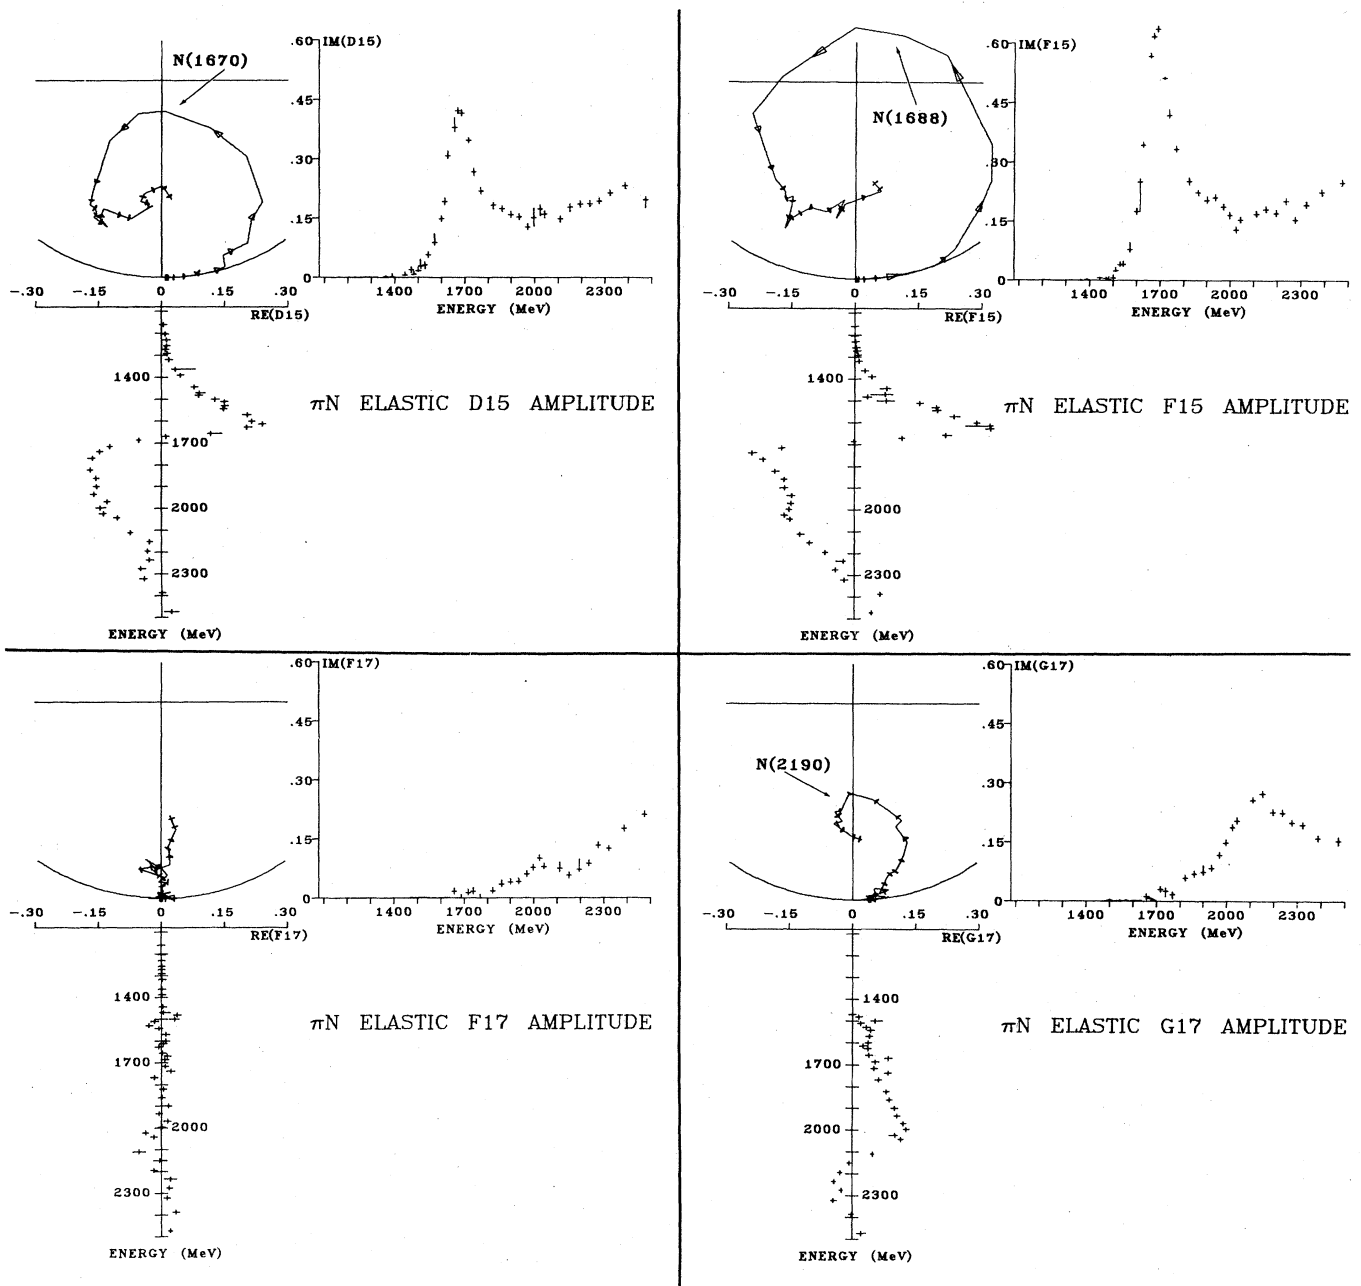 N(1670)
.60 IM(D15)
.45
.30
.15
0
1400 1700 2000 2300
ENERGY (MeV)
-.30 -.15 0 .15 .30
RE(D15)
1400
1700
2000
2300
ENERGY (MeV)
πN ELASTIC D15 AMPLITUDE
N(1688)
.60 IM(F15)
.45
.30
.15
0
1400 1700 2000 2300
ENERGY (MeV)
-.30 -.15 0 .15 .30
RE(F15)
1400
1700
2000
2300
ENERGY (MeV)
πN ELASTIC F15 AMPLITUDE
.60 IM(F17)
.45
.30
.15
0
1400 1700 2000 2300
ENERGY (MeV)
-.30 -.15 0 .15 .30
RE(F17)
1400
1700
2000
2300
ENERGY (MeV)
πN ELASTIC F17 AMPLITUDE
N(2190)
.60 IM(G17)
.45
.30
.15
0
1400 1700 2000 2300
ENERGY (MeV)
-.30 -.15 0 .15 .30
RE(G17)
1400
1700
2000
2300
ENERGY (MeV)
πN ELASTIC G17 AMPLITUDE